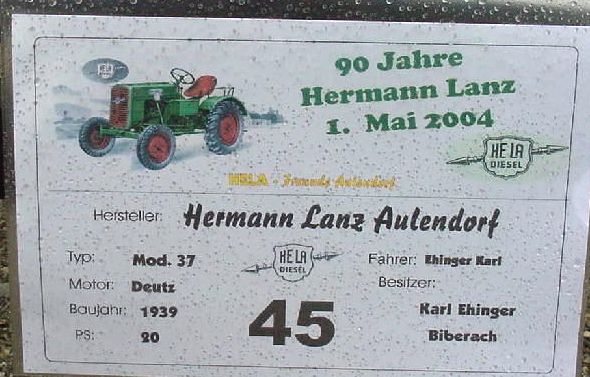 90 Jahre
Hermann Lanz
1. Mai 2004
HELA
DIESEL
HELA - Freunde Aulendorf
Hersteller: Hermann Lanz Aulendorf
Typ: Mod. 37
HELA
DIESEL
Fahrer: Ehinger Karl
Motor: Deutz
Besitzer:
Baujahr: 1939
45
Karl Ehinger
PS: 20
Biberach